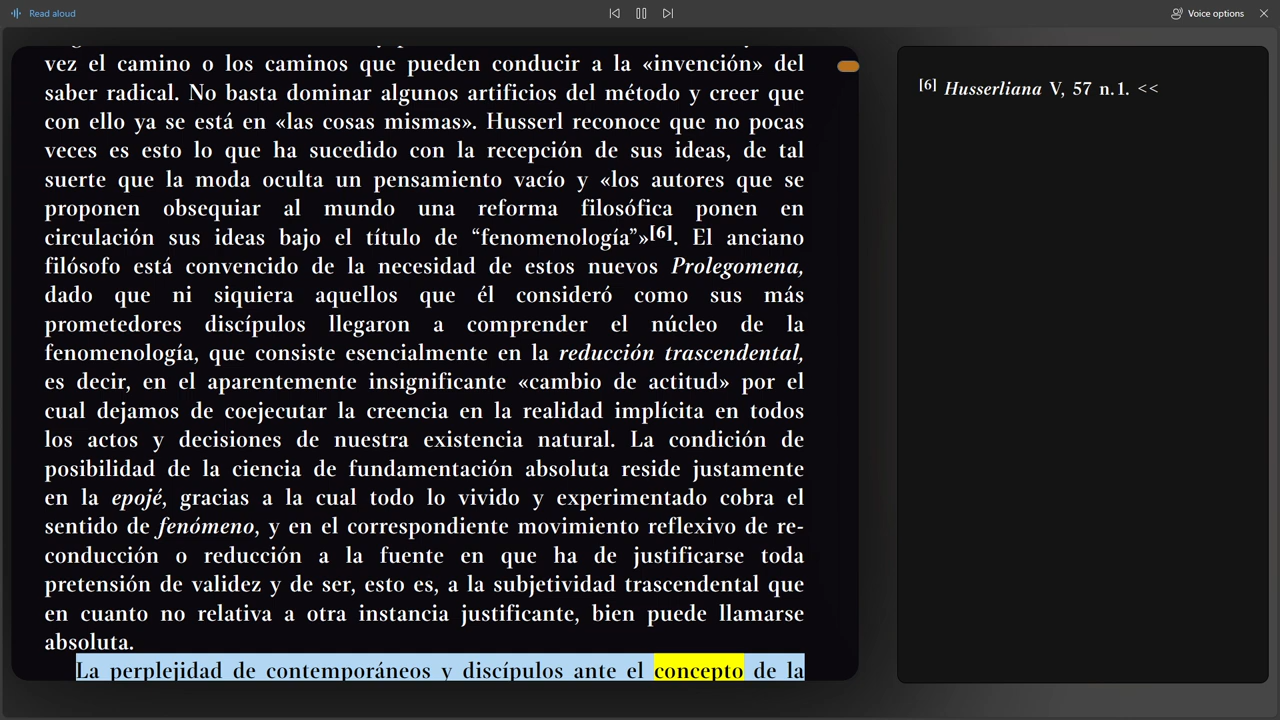 Read aloud
Voice options
vez el camino o los caminos que pueden conducir a la «invención» del
saber radical. No basta dominar algunos artificios del método y creer que
con ello ya se está en «las cosas mismas». Husserl reconoce que no pocas
veces es esto lo que ha sucedido con la recepción de sus ideas, de tal
suerte que la moda oculta un pensamiento vacío y «los autores que se
proponen obsequiar al mundo una reforma filosófica ponen en
circulación sus ideas bajo el título de “fenomenología”»[6]. El anciano
filósofo está convencido de la necesidad de estos nuevos Prolegomena,
dado que ni siquiera aquellos que él consideró como sus más
prometedores discípulos llegaron a comprender el núcleo de la
fenomenología, que consiste esencialmente en la reducción trascendental,
es decir, en el aparentemente insignificante «cambio de actitud» por el
cual dejamos de coejecutar la creencia en la realidad implícita en todos
los actos y decisiones de nuestra existencia natural. La condición de
posibilidad de la ciencia de fundamentación absoluta reside justamente
en la epojé, gracias a la cual todo lo vivido y experimentado cobra el
sentido de fenómeno, y en el correspondiente movimiento reflexivo de re-
conducción o reducción a la fuente en que ha de justificarse toda
pretensión de validez y de ser, esto es, a la subjetividad trascendental que
en cuanto no relativa a otra instancia justificante, bien puede llamarse
absoluta.
La perplejidad de contemporáneos y discípulos ante el concepto de la
[6] Husserliana V, 57 n.1. <<